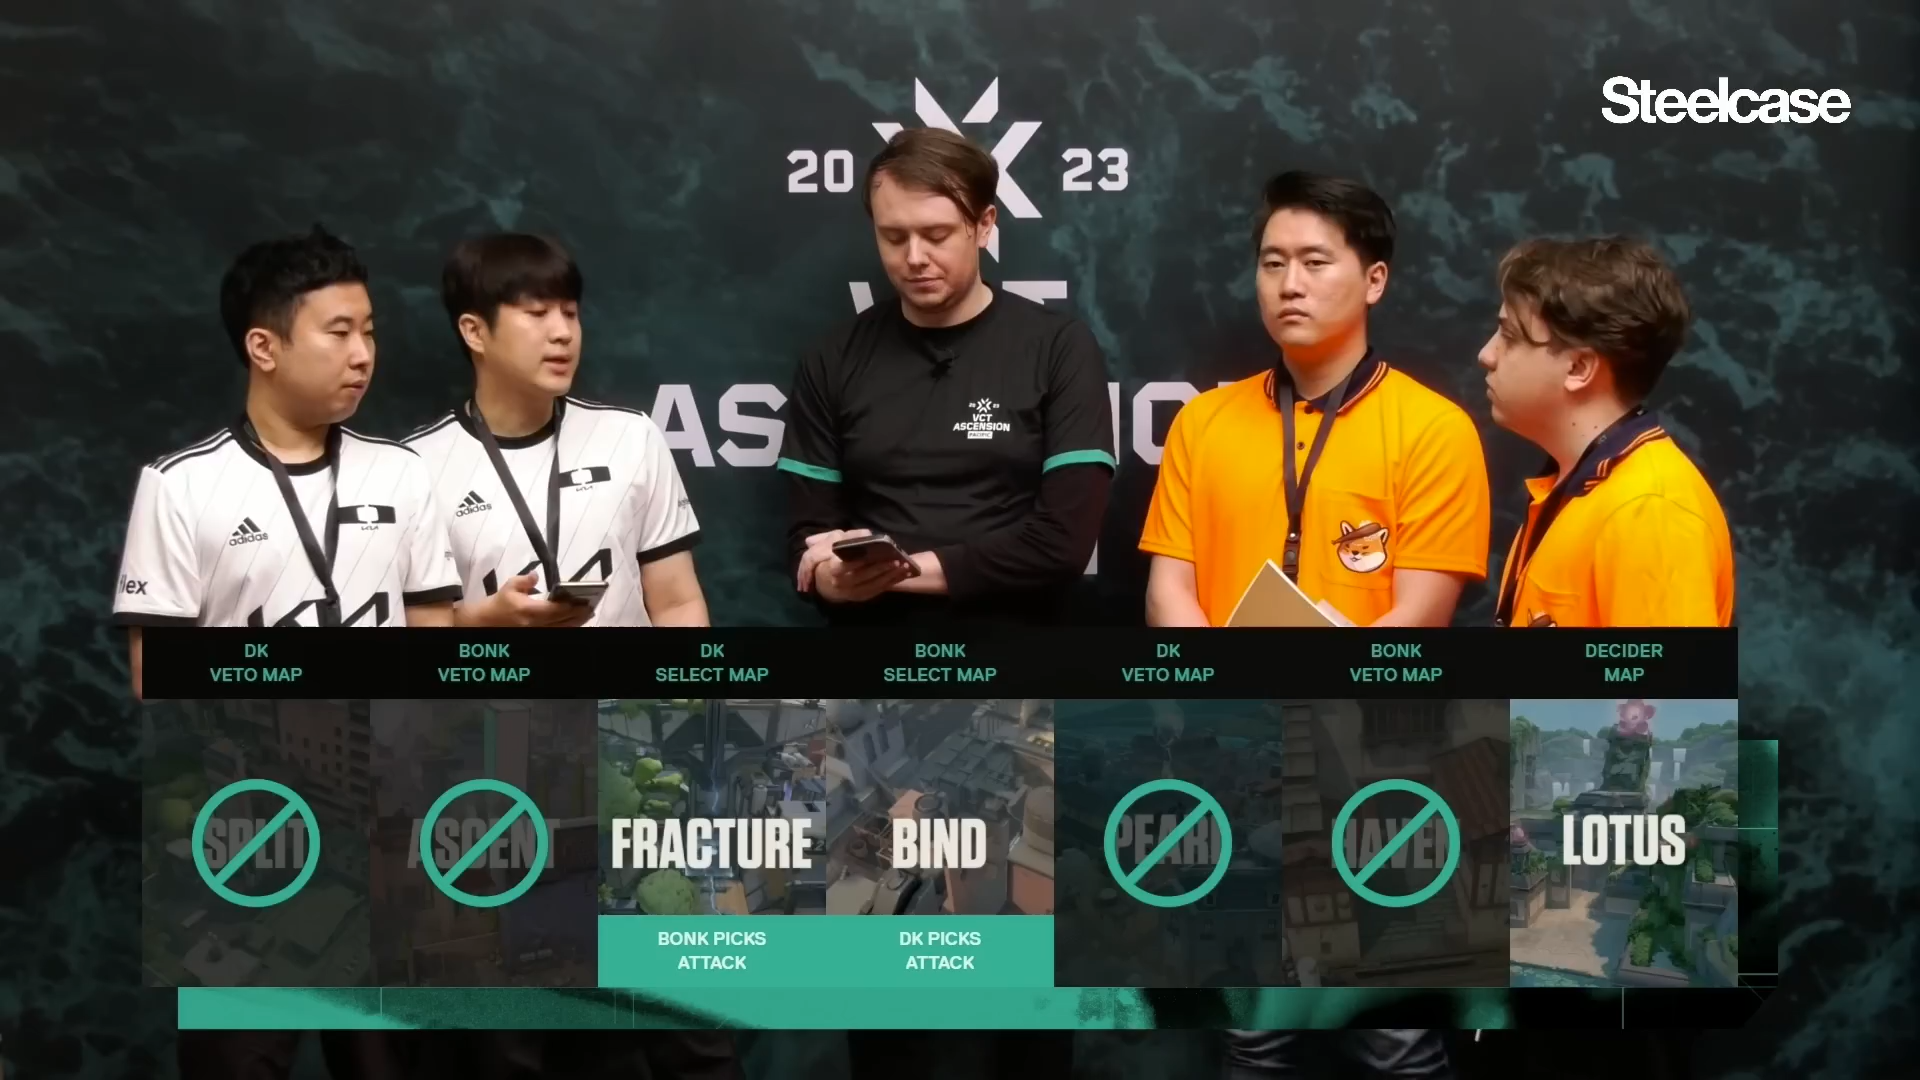 Steelcase
20 23
AS
adidas
adidas
KIA
VCT
ASCENSION
PACIFIC
DK
VETO MAP
BONK
VETO MAP
DK
SELECT MAP
BONK
SELECT MAP
DK
VETO MAP
BONK
VETO MAP
DECIDER
MAP
SPLIT
ASCENT
FRACTURE
BIND
PEARL
HAVEN
LOTUS
BONK PICKS
ATTACK
DK PICKS
ATTACK